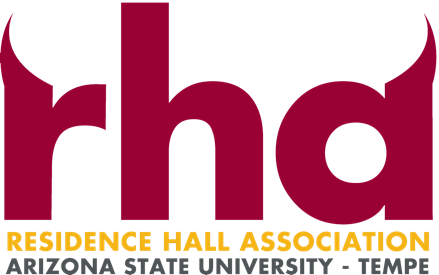 rha
RESIDENCE HALL ASSOCIATION
ARIZONA STATE UNIVERSITY - TEMPE